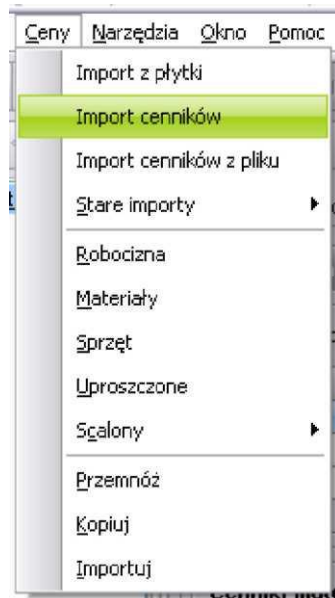 Ceny Narzędzia Okno Pomoc
Import z płytki
Import cenników
Import cenników z pliku
Stare importy
Robocizna
Materiały
Sprzęt
Uproszczone
Scalony
Przemnóż
Kopiuj
Importuj